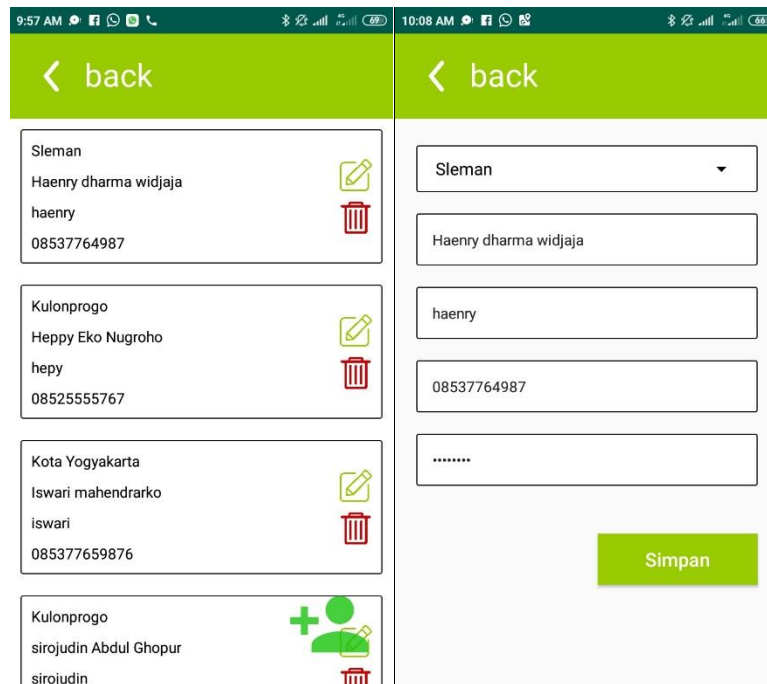 9:57 AM
69
back
Sleman
Haenry dharma widjaja
haenry
08537764987
Kulonprogo
Heppy Eko Nugroho
hepy
08525555767
Kota Yogyakarta
Iswari mahendrarko
iswari
085377659876
Kulonprogo
sirojudin Abdul Ghopur
sirojudin
10:08 AM
66
back
Sleman
Haenry dharma widjaja
haenry
08537764987
••••••••
Simpan